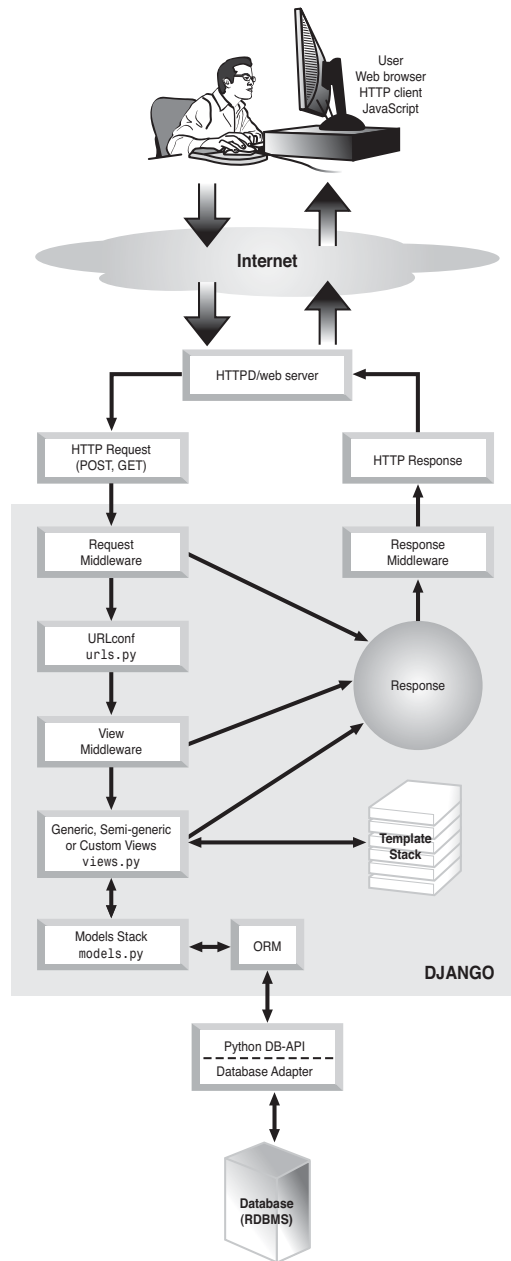 User
Web browser
HTTP client
JavaScript
Internet
HTTPD/web server
HTTP Request
(POST, GET)
HTTP Response
Request
Middleware
Response
Middleware
URLconf
urls.py
Response
View
Middleware
Generic, Semi-generic
or Custom Views
views.py
Template
Stack
Models Stack
models.py
ORM
DJANGO
Python DB-API
Database Adapter
Database
(RDBMS)